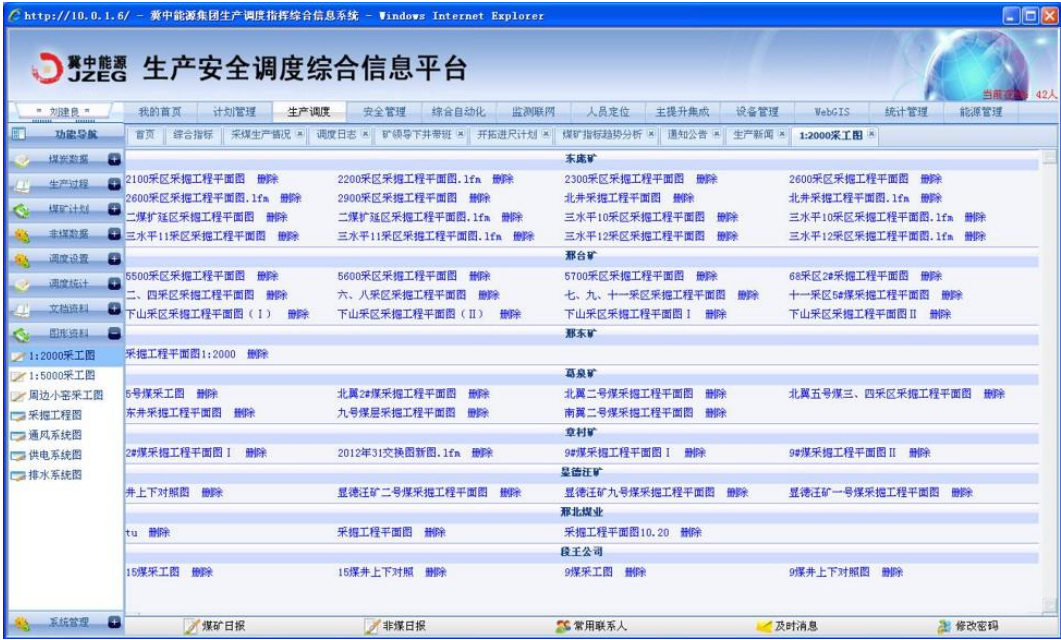 http://10.0.1.6/ - 冀中能源集团生产调度指挥综合信息系统 - Windows Internet Explorer
冀中能源 JZEG 生产安全调度综合信息平台
42人
刘建良 我的首页 计划管理 生产调度 安全管理 综合自动化 监测联网 人员定位 主提升集成 设备管理 WebGIS 统计管理 能源管理
功能导航 首页 综合指标 采煤生产情况 调度日志 矿领导下井带班 开拓进尺计划 煤矿指标趋势分析 通知公告 生产新闻 1:2000采工图
煤炭数据
生产过程
煤矿计划
非煤数据
调度设置
调度统计
文档资料
图形资料
1:2000采工图
1:5000采工图
周边小窑采工图
采掘工程图
通风系统图
供电系统图
排水系统图
系统管理
东庞矿
2100采区采掘工程平面图 删除 2200采区采掘工程平面图.lfm 删除 2300采区采掘工程平面图 删除 2600采区采掘工程平面图 删除
2600采区采掘工程平面图.lfm 删除 2900采区采掘工程平面图 删除 北井采掘工程平面图 删除 北井采掘工程平面图.lfm 删除
二煤扩延区采掘工程平面图 删除 二煤扩延区采掘工程平面图.lfm 删除 三水平10采区采掘工程平面图 删除 三水平10采区采掘工程平面图.lfm 删除
三水平11采区采掘工程平面图 删除 三水平11采区采掘工程平面图.lfm 删除 三水平12采区采掘工程平面图 删除 三水平12采区采掘工程平面图.lfm 删除
邢台矿
5500采区采掘工程平面图 删除 5600采区采掘工程平面图 删除 5700采区采掘工程平面图 删除 68采区2#采掘工程平面图 删除
二、四采区采掘工程平面图 删除 六、八采区采掘工程平面图 删除 七、九、十一采区采掘工程平面图 删除 十一采区5#煤采掘工程平面图 删除
下山采区采掘工程平面图（I） 删除 下山采区采掘工程平面图（II） 删除 下山采区采掘工程平面图I 删除 下山采区采掘工程平面图II 删除
邢东矿
采掘工程平面图1:2000 删除
葛泉矿
5号煤采工图 删除 北翼2#煤采掘工程平面图 删除 北翼二号煤采掘工程平面图 删除 北翼五号煤三、四采区采掘工程平面图 删除
东井采掘工程平面图 删除 九号煤层采掘工程平面图 删除 南翼二号煤采掘工程平面图 删除
章村矿
2#煤采掘工程平面图I 删除 2012年31交换图新图.lfm 删除 9#煤采掘工程平面图I 删除 9#煤采掘工程平面图II 删除
显德汪矿
井上下对照图 删除 显德汪矿二号煤采掘工程平面图 删除 显德汪矿九号煤采掘工程平面图 删除 显德汪矿一号煤采掘工程平面图 删除
邢北煤业
tu 删除 采掘工程平面图 删除 采掘工程平面图10.20 删除
段王公司
15煤采工图 删除 15煤井上下对照 删除 9煤采工图 删除 9煤井上下对照图 删除
煤矿日报 非煤日报 常用联系人 及时消息 修改密码